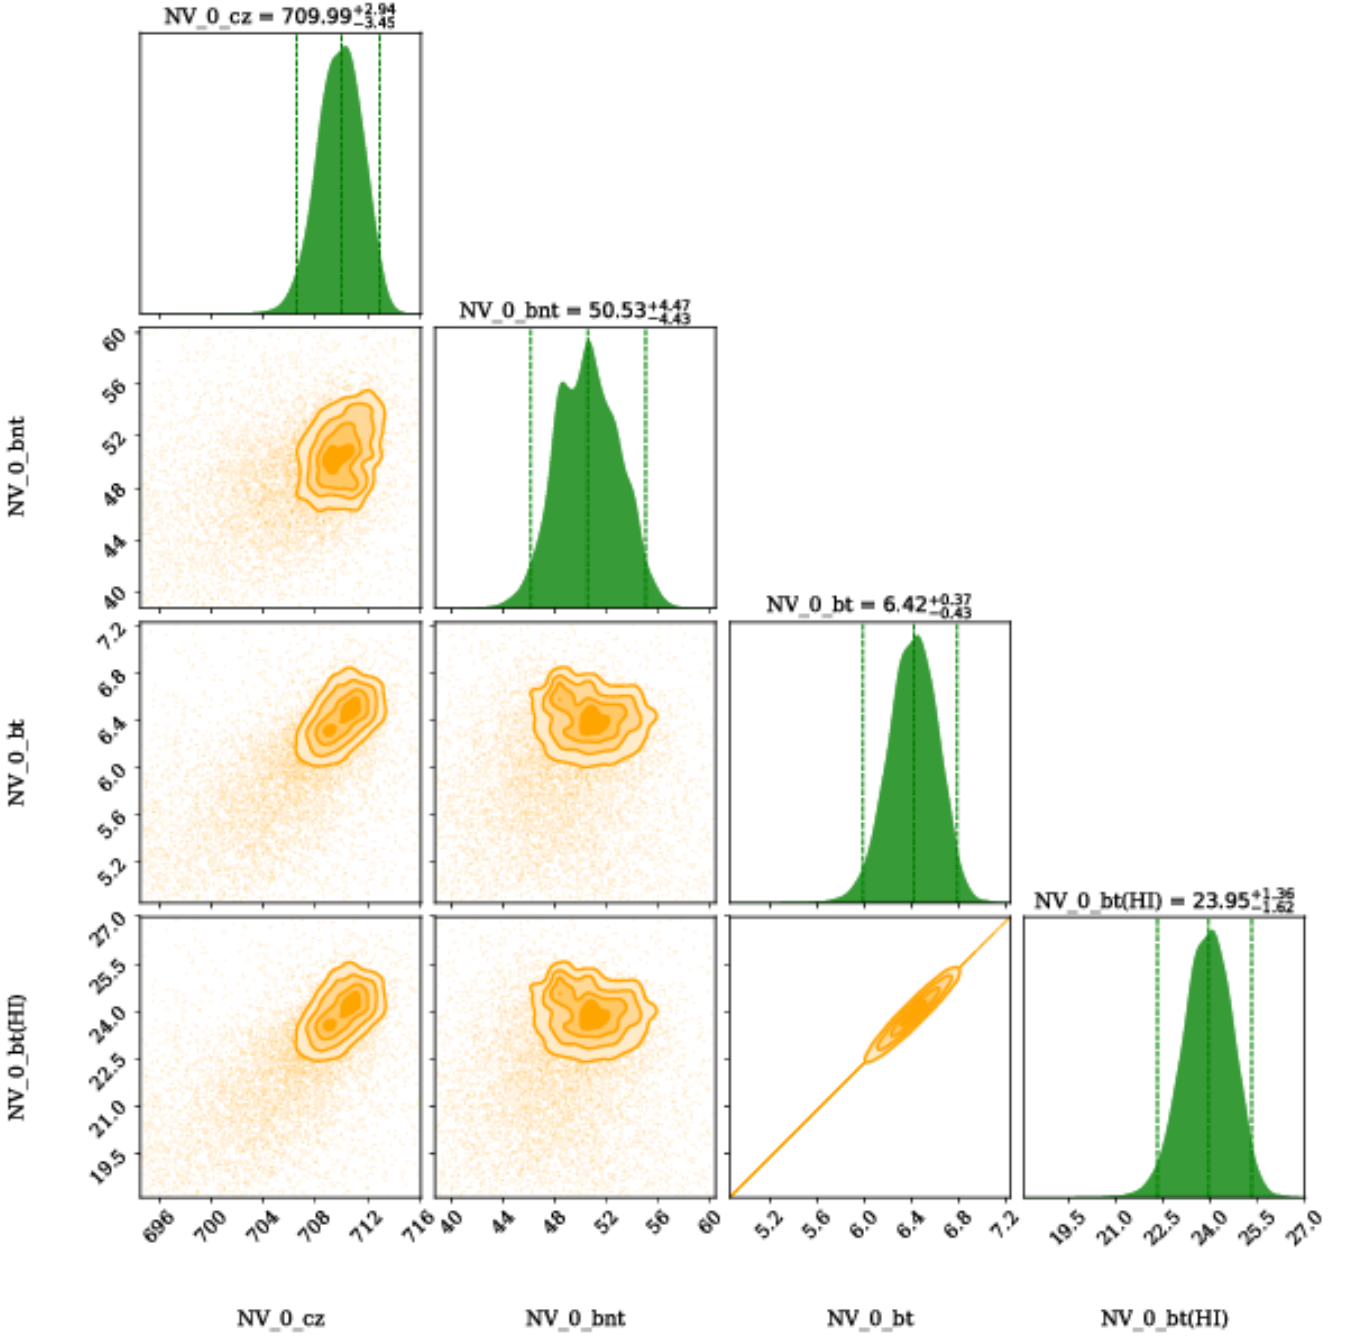 NV_0_cz = 709.99+2.94−3.45
NV_0_bnt = 50.53+4.47−4.43
NV_0_bt = 6.42+0.37−0.43
NV_0_bt(HI) = 23.95+1.36−1.62
NV_0_bnt
60
56
52
48
44
40
NV_0_bt
7.2
6.8
6.4
6.0
5.6
5.2
NV_0_bt(HI)
27.0
25.5
24.0
22.5
21.0
19.5
696 700 704 708 712 716
40 44 48 52 56 60
5.2 5.6 6.0 6.4 6.8 7.2
19.5 21.0 22.5 24.0 25.5 27.0
NV_0_cz
NV_0_bnt
NV_0_bt
NV_0_bt(HI)